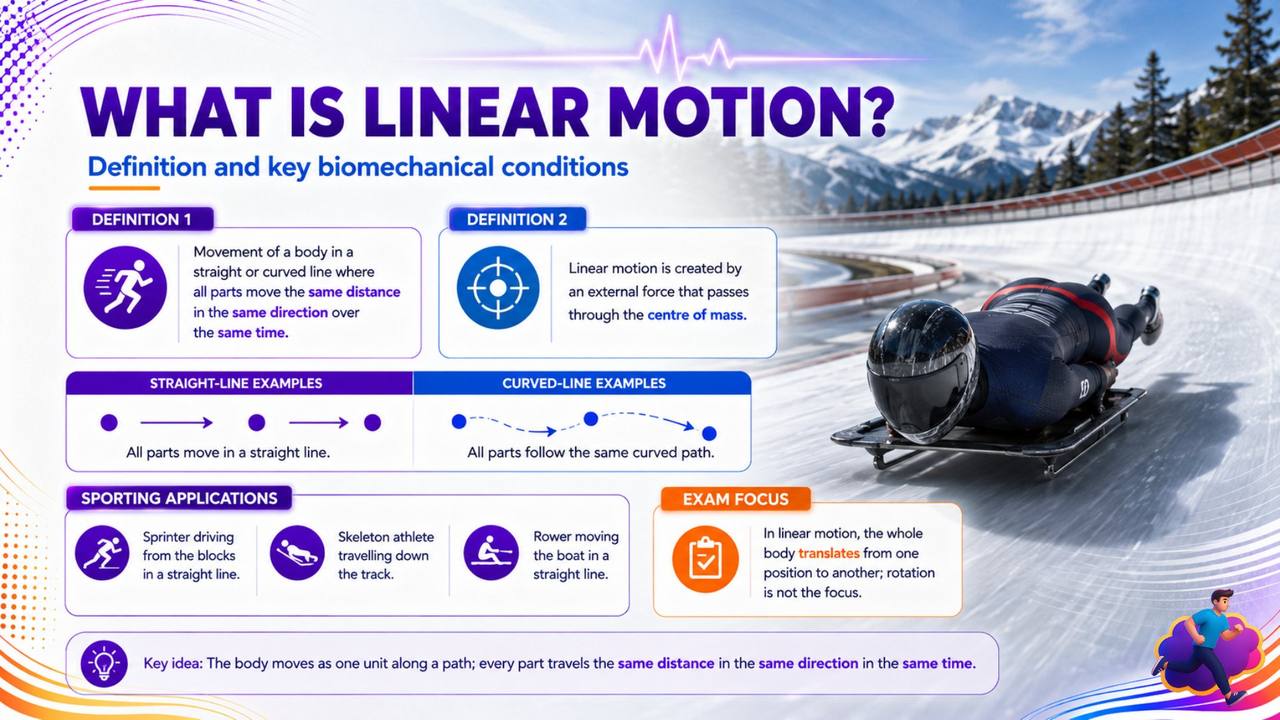 WHAT IS LINEAR MOTION?
Definition and key biomechanical conditions
DEFINITION 1
Movement of a body in a
straight or curved line where
all parts move the same distance
in the same direction over
the same time.
DEFINITION 2
Linear motion is created by
an external force that passes
through the centre of mass.
STRAIGHT-LINE EXAMPLES
All parts move in a straight line.
CURVED-LINE EXAMPLES
All parts follow the same curved path.
SPORTING APPLICATIONS
Sprinter driving
from the blocks
in a straight line.
Skeleton athlete
travelling down
the track.
Rower moving
the boat in a
straight line.
EXAM FOCUS
In linear motion, the whole
body translates from one
position to another; rotation
is not the focus.
Key idea: The body moves as one unit along a path; every part travels the same distance in the same direction in the same time.